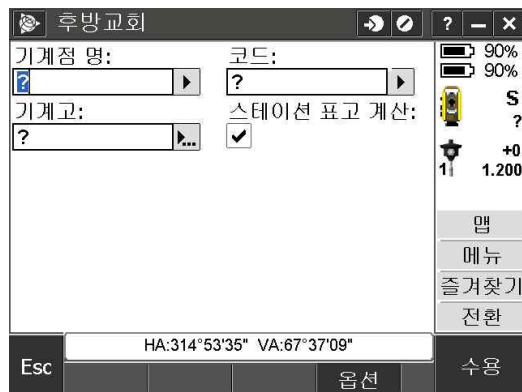 후방교회 ? – ×
기계점 명: 코드:
? ?
기계고: 스테이션 표고 계산:
?
90%
90%
S
?
+0
1 1.200
맵
메뉴
즐겨찾기
전환
HA:314°53'35" VA:67°37'09"
Esc 옵션 수용